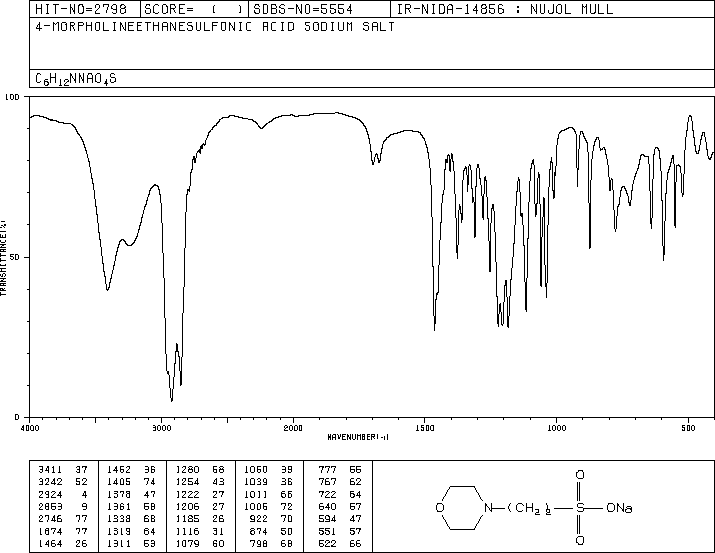 HIT-NO=2798 SCORE= ( ) SDBS-NO=5554 IR-NIDA-14856 : NUJOL MULL
4-MORPHOLINEETHANESULFONIC ACID SODIUM SALT
C6H12NNAO4S
100
50
0
TRANSMITTANCE(%)
4000 3000 2000 1500 1000 500
WAVENUMBER(-1)
3411 37 1462 36 1280 68 1060 39 777 55
3242 52 1405 74 1254 43 1039 36 767 62
2924 4 1378 47 1222 27 1011 66 722 64
2853 9 1361 58 1206 27 1006 72 640 57
2746 77 1338 68 1185 26 922 70 594 47
1674 77 1319 64 1116 31 874 50 551 57
1464 26 1311 53 1079 60 798 68 522 66
O N (CH2)2 S ONa
O
O